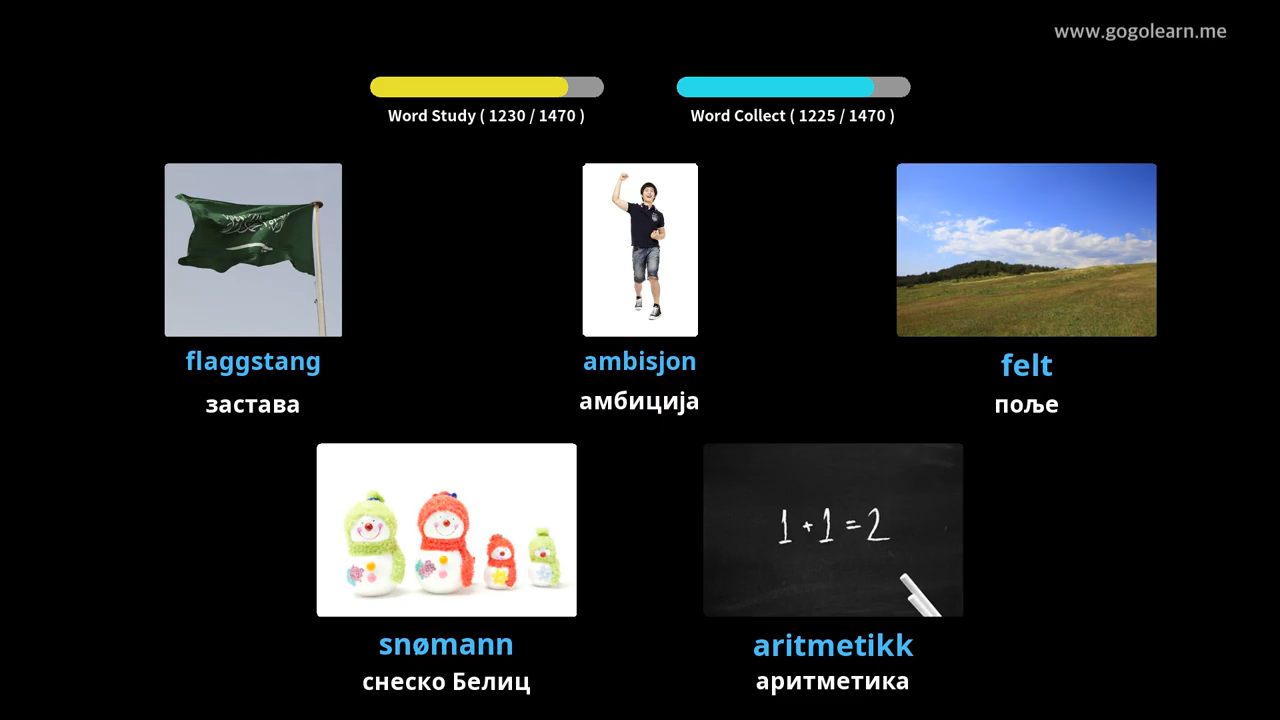 www.gogolearn.me
Word Study ( 1230 / 1470 )
Word Collect ( 1225 / 1470 )
flaggstang
застава
ambisjon
амбиција
felt
поље
1 + 1 = 2
snømann
снеско Белиц
aritmetikk
аритметика